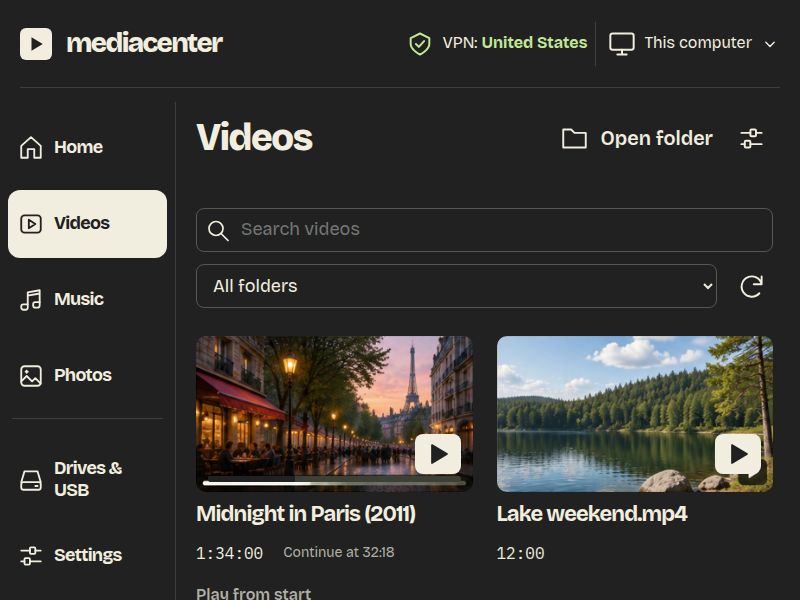 mediacenter
VPN: United States
This computer
Home
Videos
Music
Photos
Drives &
USB
Settings
Videos
Open folder
Search videos
All folders
Midnight in Paris (2011)
1:34:00 Continue at 32:18
Play from start
Lake weekend.mp4
12:00